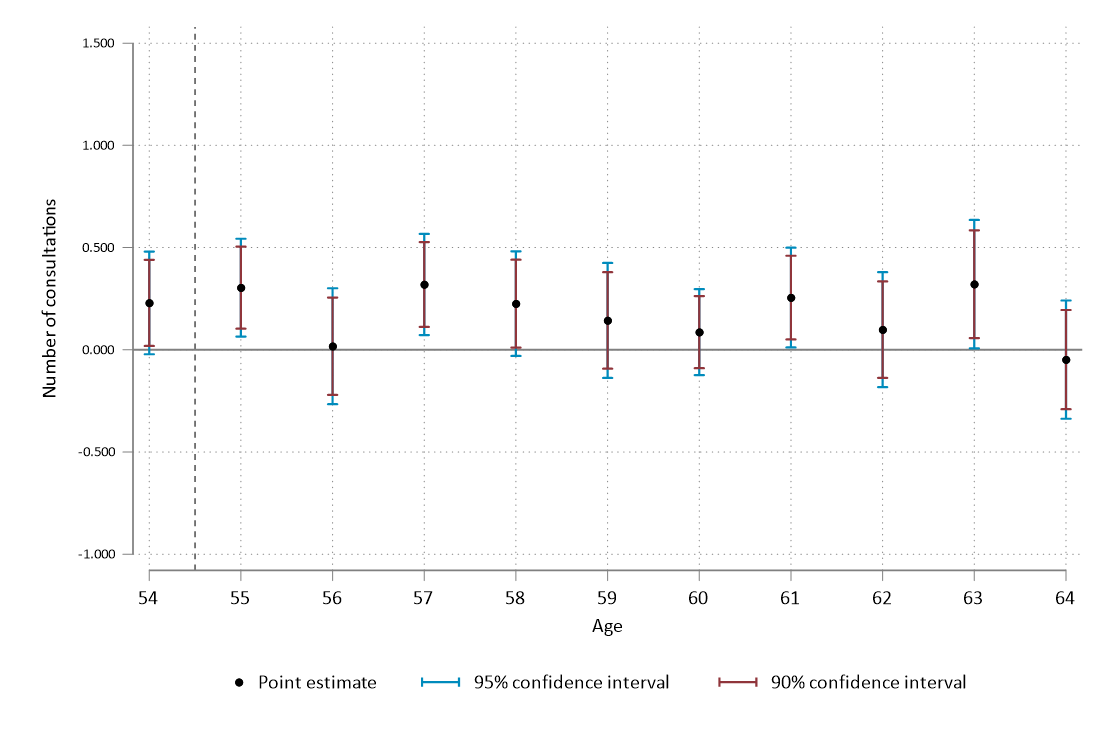 1.500
1.000
0.500
0.000
-0.500
-1.000
Number of consultations
54 55 56 57 58 59 60 61 62 63 64
Age
Point estimate 95% confidence interval 90% confidence interval